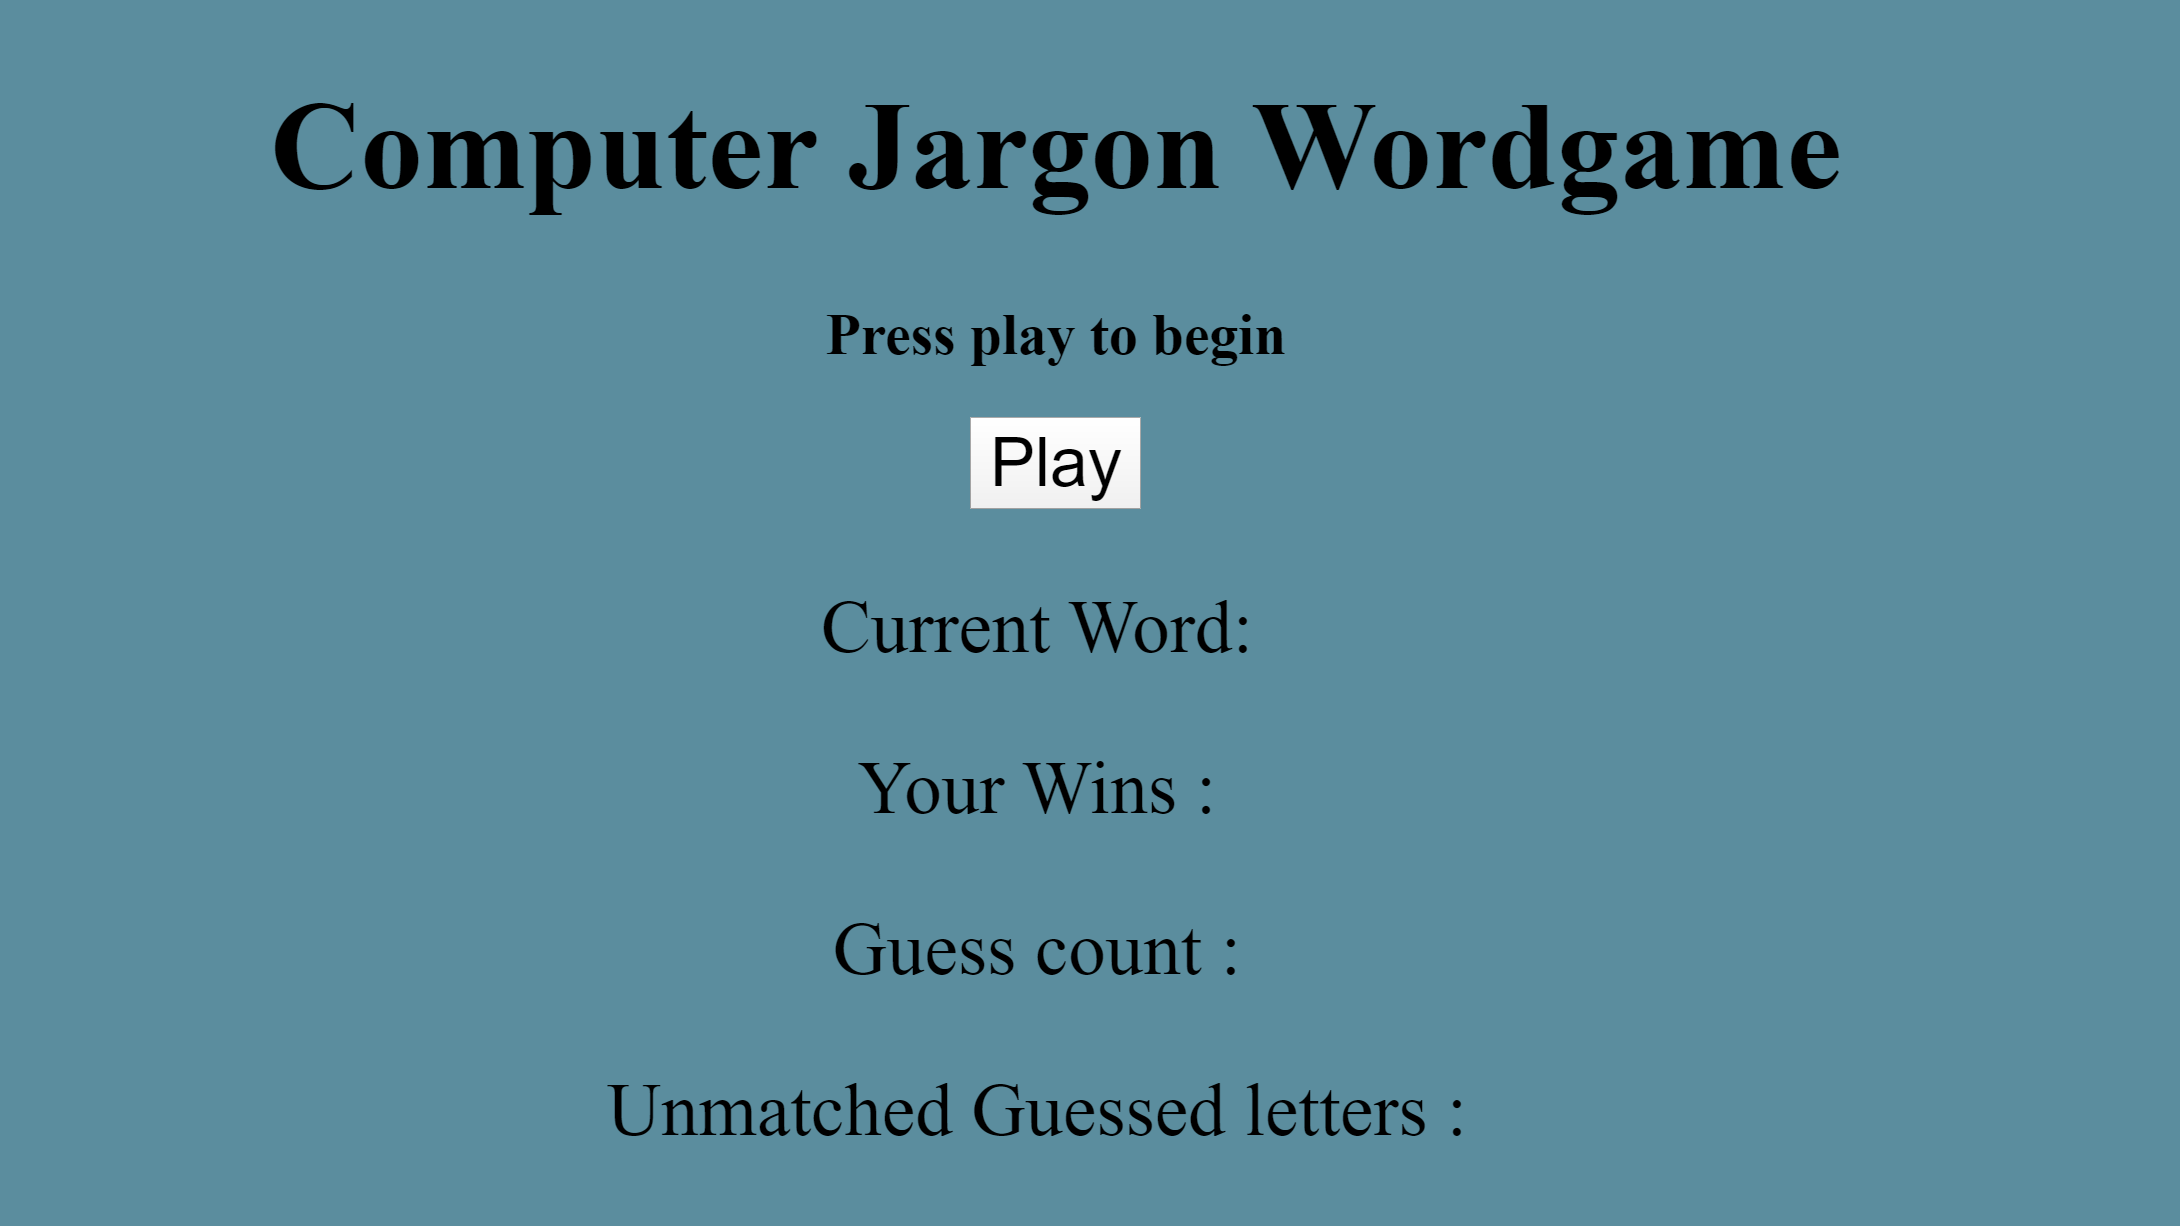 Computer Jargon Wordgame
Press play to begin
Play
Current Word:
Your Wins :
Guess count :
Unmatched Guessed letters :